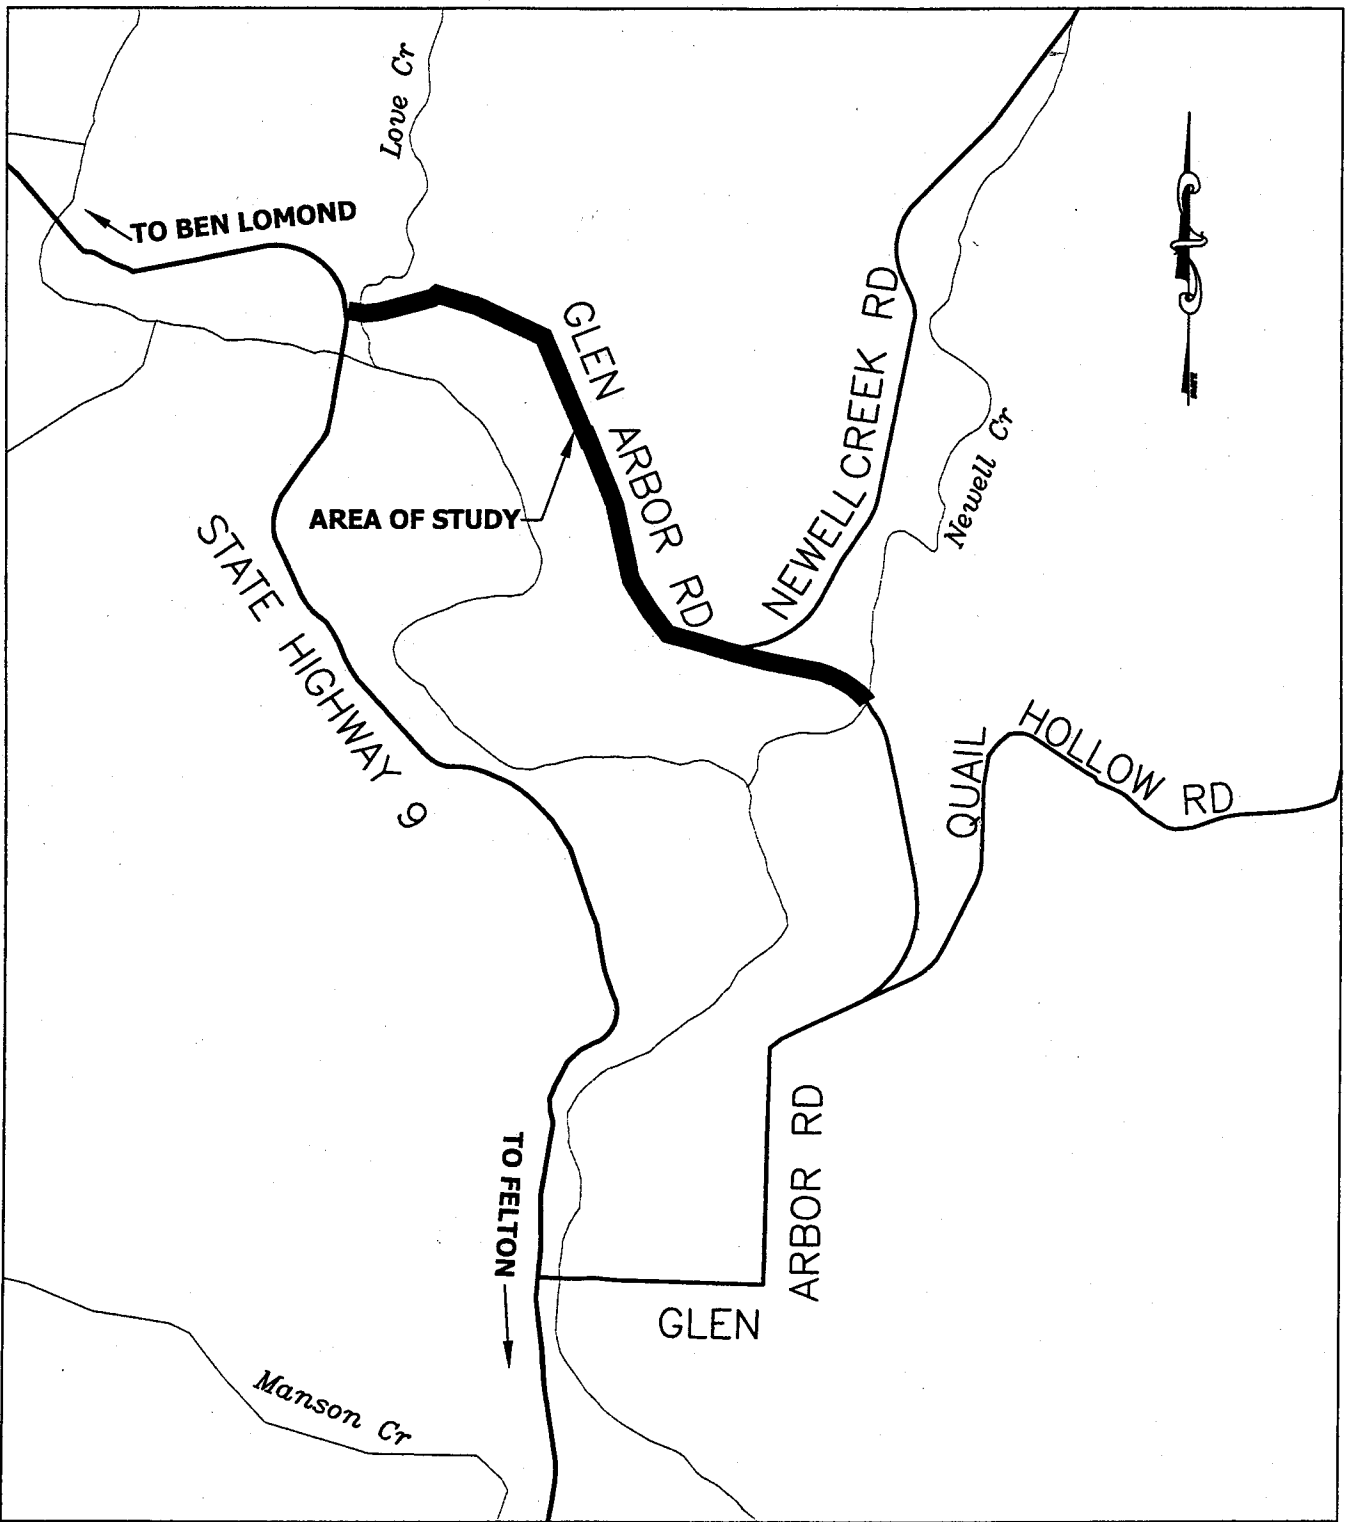 Love Cr
TO BEN LOMOND
GLEN ARBOR RD
NEWELL CREEK RD
Newell Cr
AREA OF STUDY
STATE HIGHWAY 9
QUAIL HOLLOW RD
TO FELTON
ARBOR RD
GLEN
Manson Cr